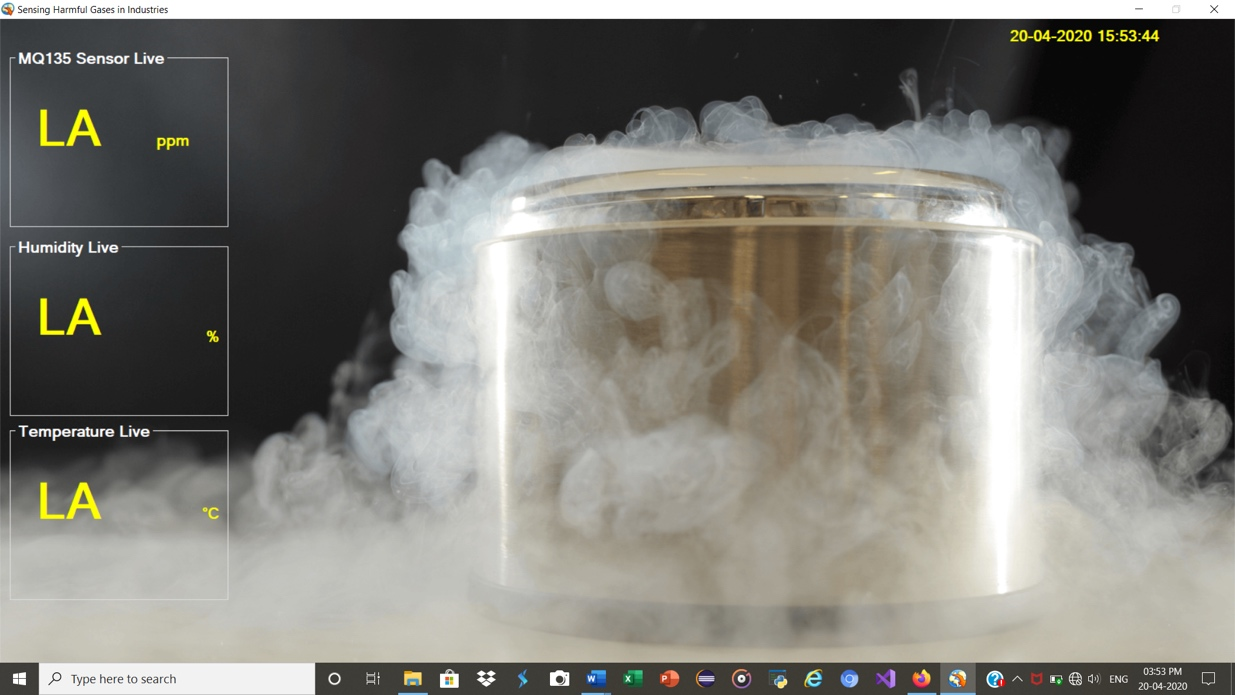 Sensing Harmful Gases in Industries
20-04-2020 15:53:44
MQ135 Sensor Live
LA
ppm
Humidity Live
LA
%
Temperature Live
LA
°C
Type here to search
ENG
03:53 PM
20-04-2020